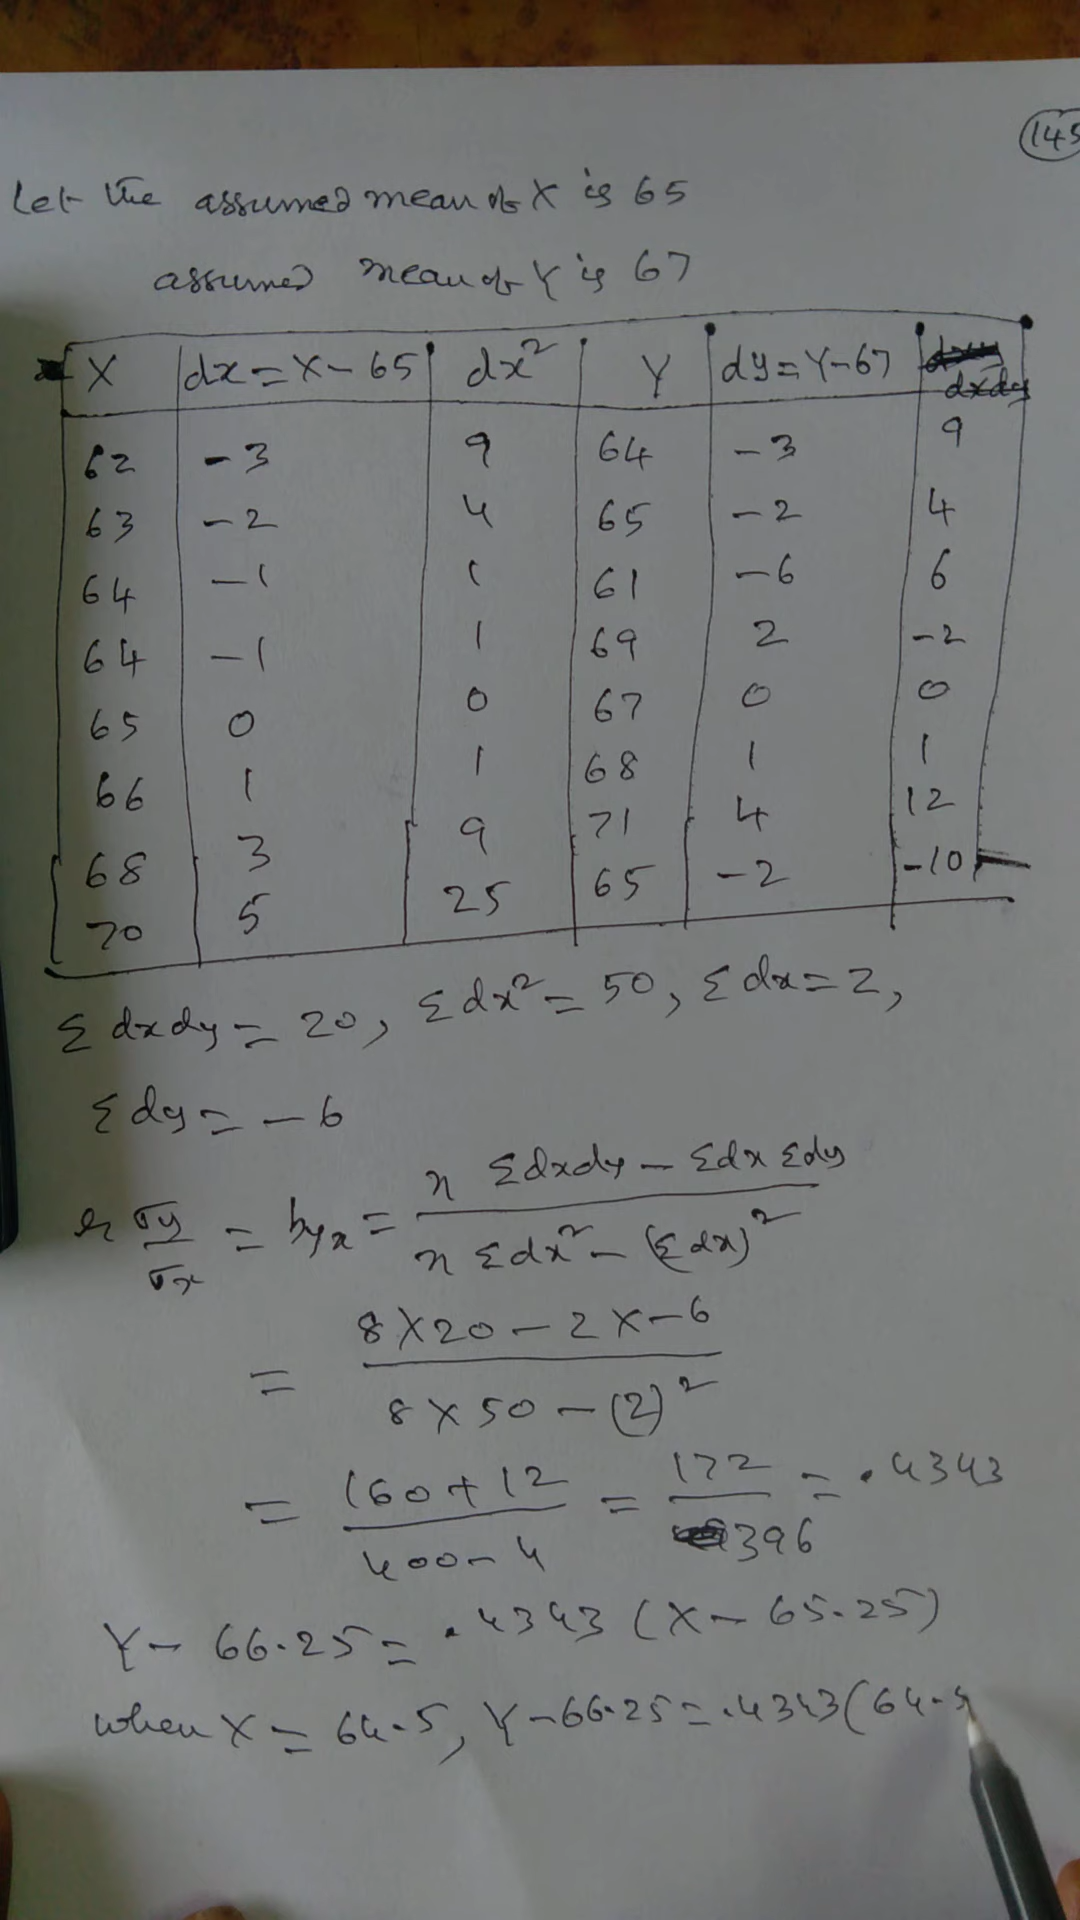 145
Let the assumed mean of X is 65
assumed mean of Y is 67
X dx=X-65 dx² Y dy=Y-67 dxdy
62 -3 9 64 -3 9
63 -2 4 65 -2 4
64 -1 1 61 -6 6
64 -1 1 69 2 -2
65 0 0 67 0 0
66 1 1 68 1 1
68 3 9 71 4 12
70 5 25 65 -2 -10
Σdxdy = 20, Σdx² = 50, Σdx = 2,
Σdy = -6
r σy/σx = byx = (n Σdxdy - Σdx Σdy)/(n Σdx² - (Σdx)²)
= (8×20 - 2×-6)/(8×50 - (2)²)
= (160+12)/(400-4) = 172/396 = .4343
Y - 66.25 = .4343 (X - 65.25)
when X = 64.5, Y - 66.25 = .4343 (64.5